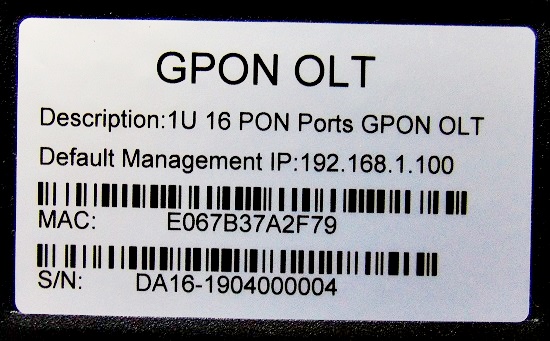 GPON OLT
Description:1U 16 PON Ports GPON OLT
Default Management IP:192.168.1.100
MAC: E067B37A2F79
S/N: DA16-1904000004